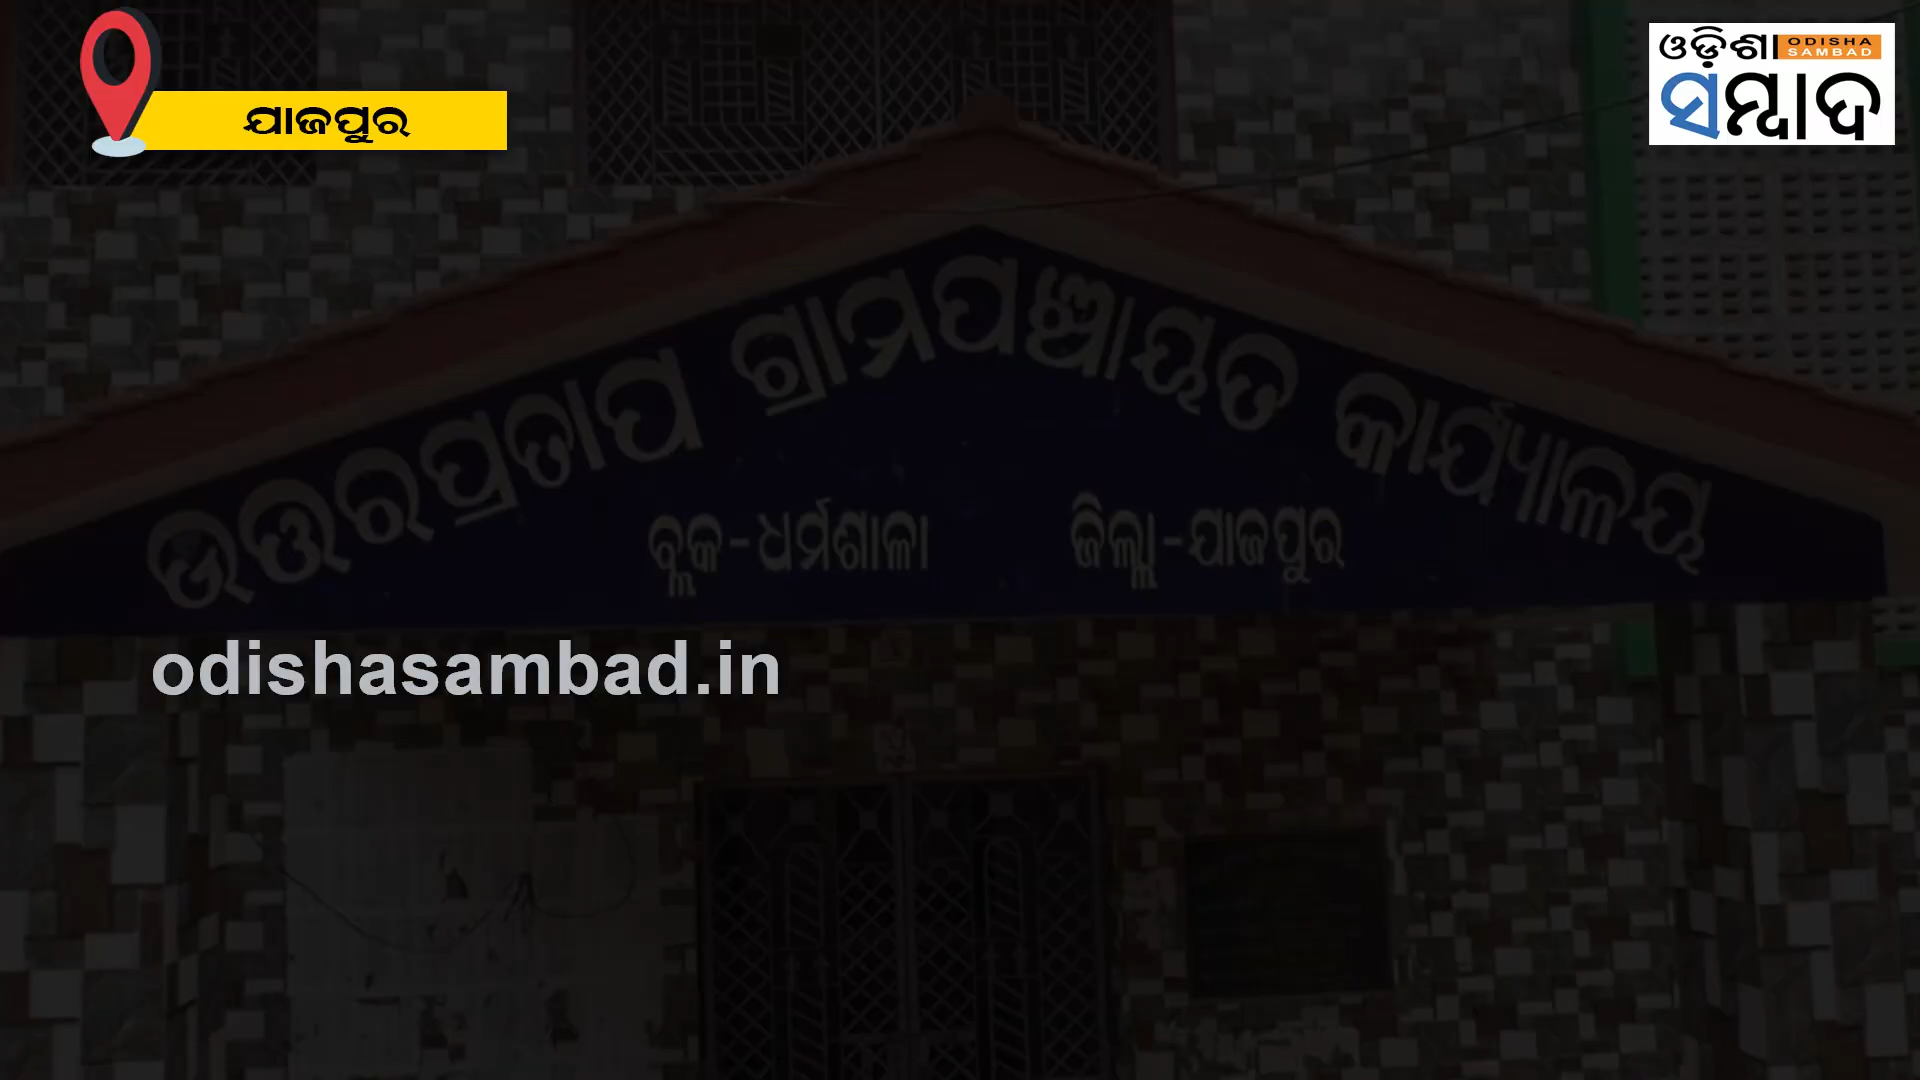 ଯାଜପୁର
ଓଡ଼ିଶା ODISHA SAMBAD
ସମ୍ବାଦ
ଉତ୍ତରପ୍ରତାପ ଗ୍ରାମପଞ୍ଚାୟତ କାର୍ଯ୍ୟାଳୟ
ବ୍ଲକ-ଧର୍ମଶାଳା ଜିଲ୍ଲା-ଯାଜପୁର
odishasambad.in